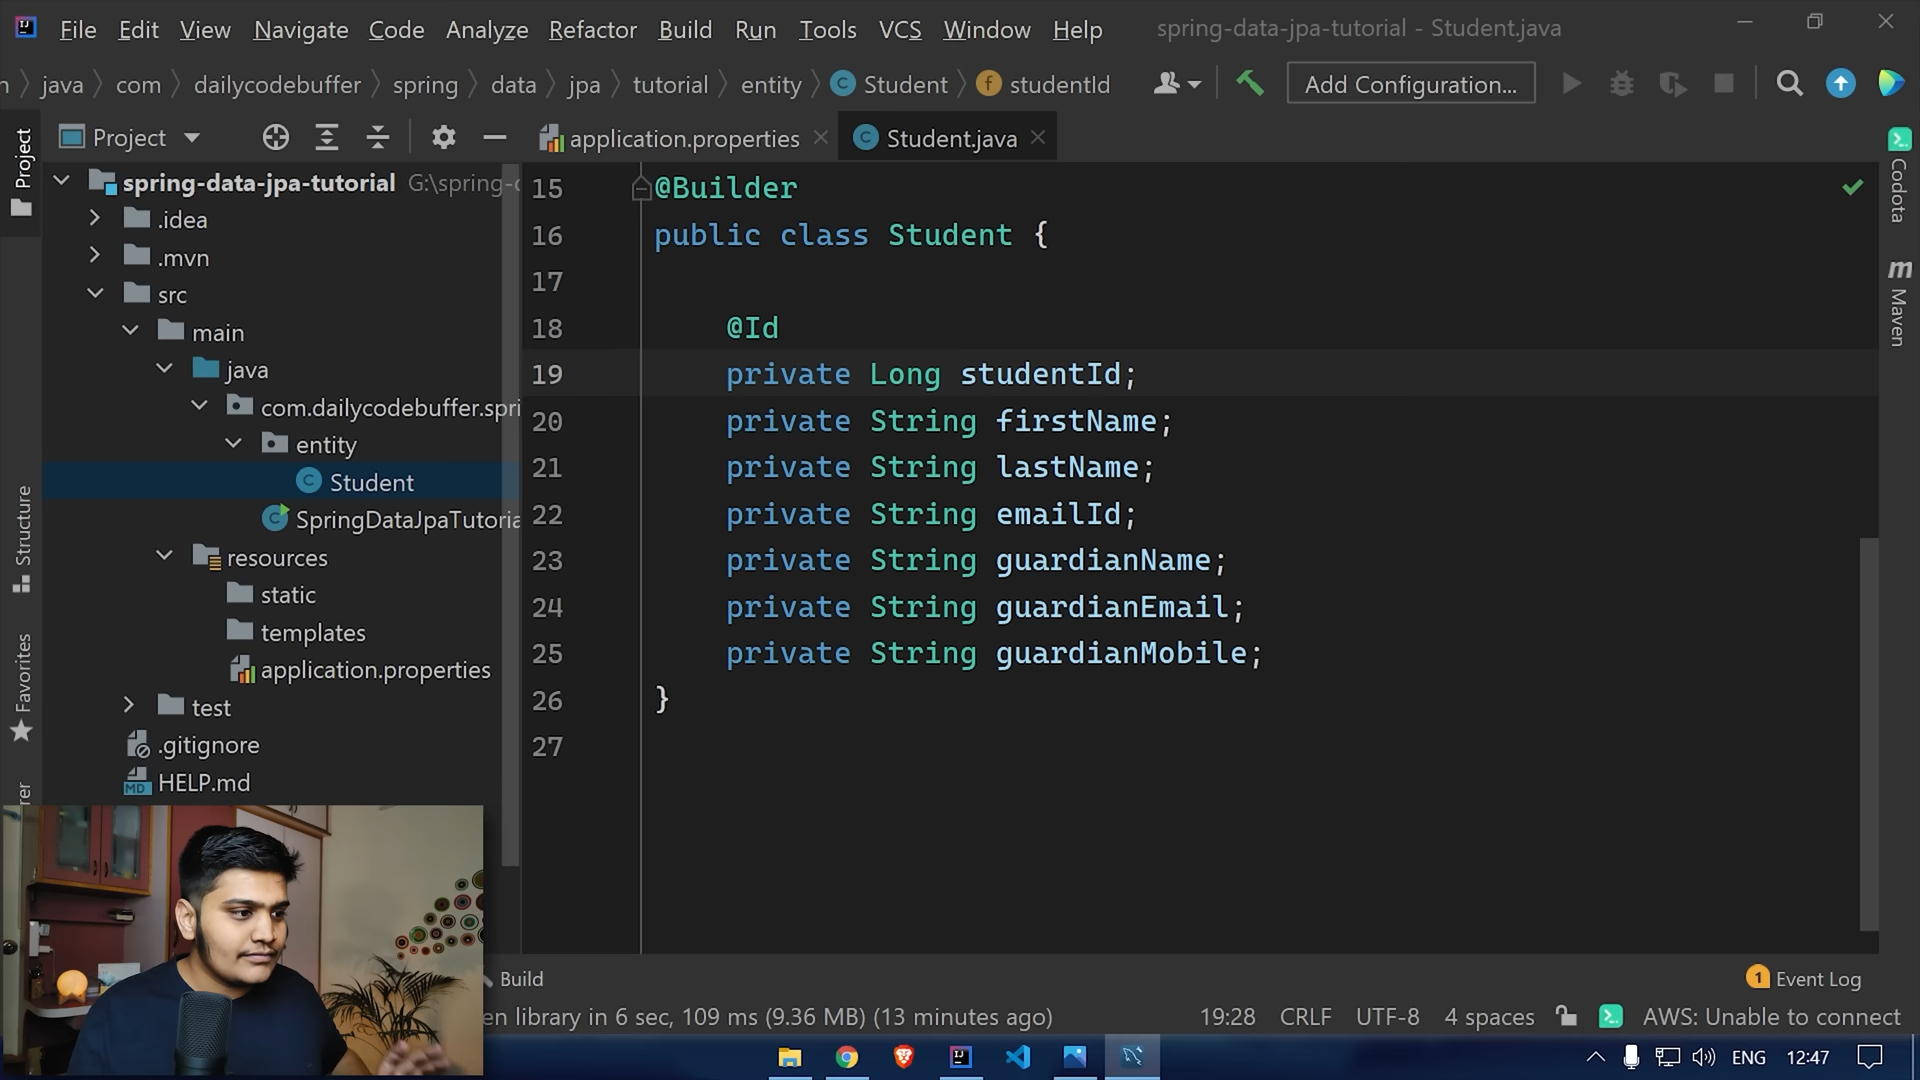 File Edit View Navigate Code Analyze Refactor Build Run Tools VCS Window Help spring-data-jpa-tutorial - Student.java
java com dailycodebuffer spring data jpa tutorial entity Student studentId Add Configuration...
Project application.properties Student.java
Project
Structure
Favorites
spring-data-jpa-tutorial G:\spring-
.idea
.mvn
src
main
java
com.dailycodebuffer.spri
entity
Student
SpringDataJpaTutoria
resources
static
templates
application.properties
test
.gitignore
HELP.md
15 @Builder
16 public class Student {
17
18 @Id
19 private Long studentId;
20 private String firstName;
21 private String lastName;
22 private String emailId;
23 private String guardianName;
24 private String guardianEmail;
25 private String guardianMobile;
26 }
27
Codota
Maven
Build
1 Event Log
en library in 6 sec, 109 ms (9.36 MB) (13 minutes ago) 19:28 CRLF UTF-8 4 spaces AWS: Unable to connect
ENG 12:47